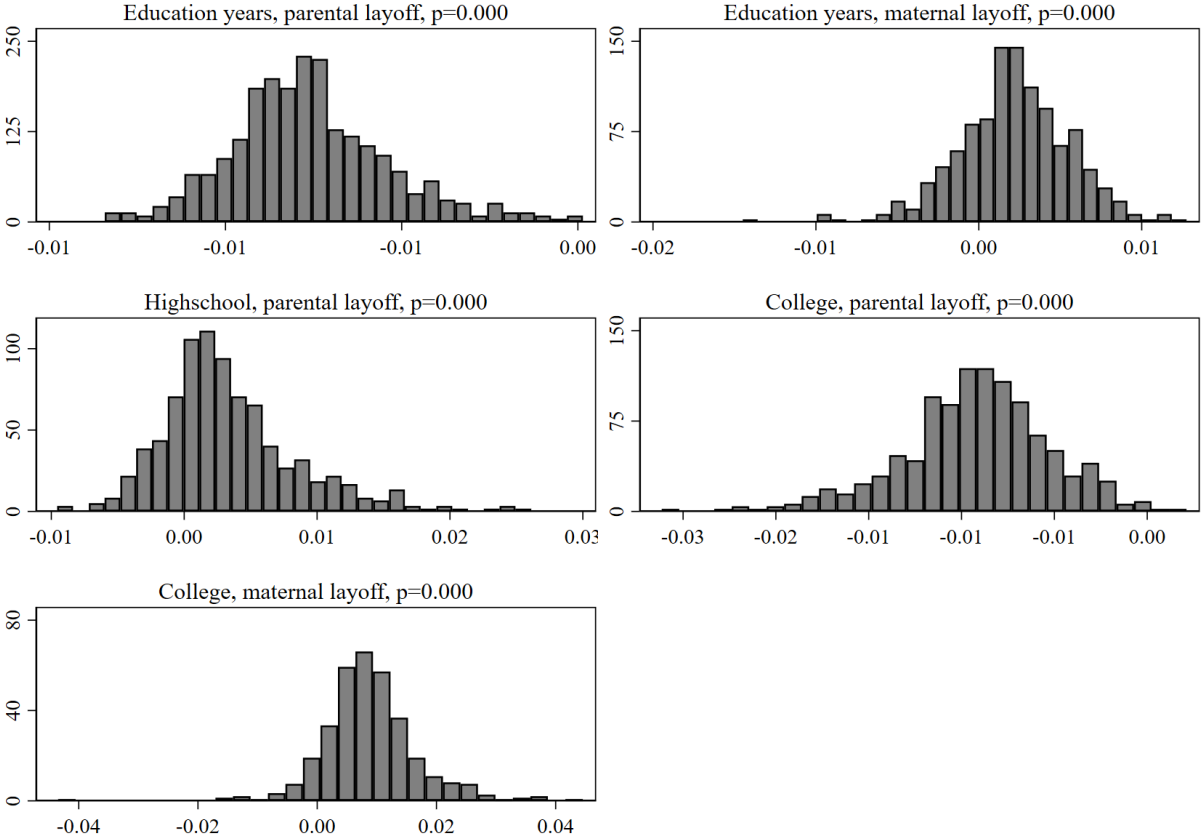 Education years, parental layoff, p=0.000
250
125
0
-0.01 -0.01 -0.01 0.00
Education years, maternal layoff, p=0.000
150
75
0
-0.02 -0.01 0.00 0.01
Highschool, parental layoff, p=0.000
100
50
0
-0.01 0.00 0.01 0.02 0.03
College, parental layoff, p=0.000
150
75
0
-0.03 -0.02 -0.01 -0.01 -0.01 0.00
College, maternal layoff, p=0.000
80
40
0
-0.04 -0.02 0.00 0.02 0.04